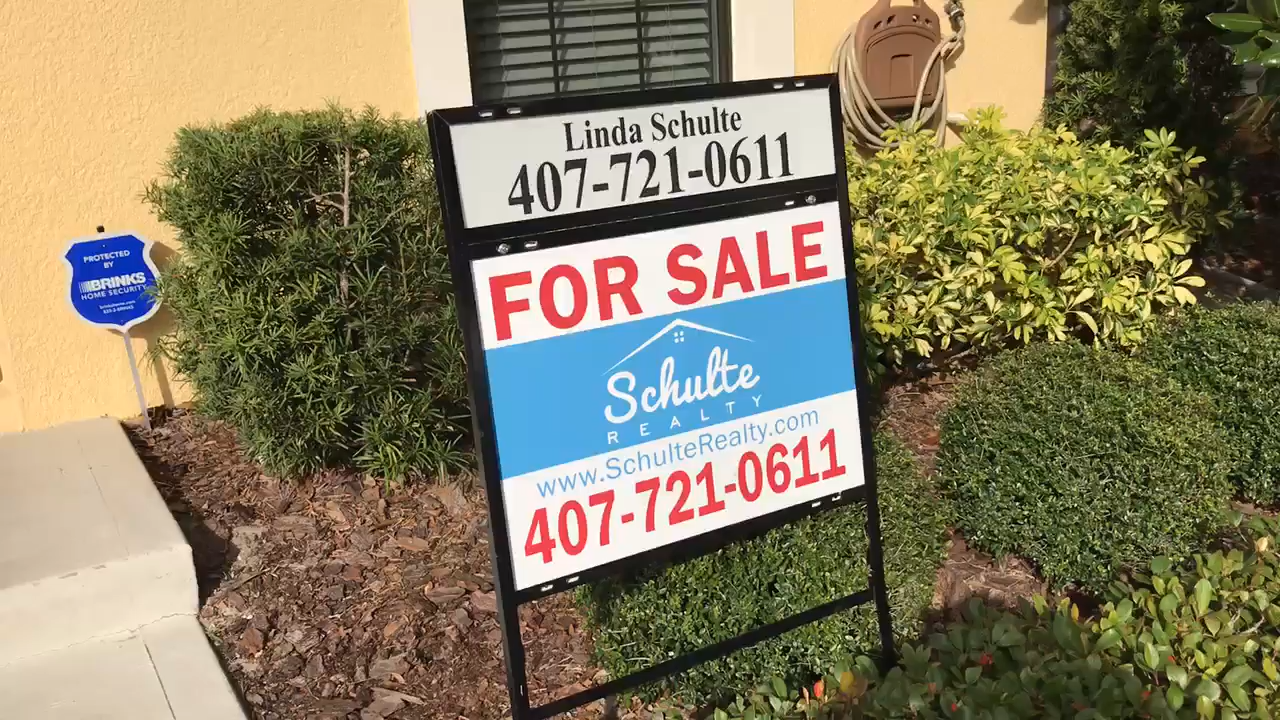 Linda Schulte
407-721-0611
FOR SALE
Schulte
REALTY
www.SchulteRealty.com
407-721-0611
PROTECTED
BY
BRINKS
HOME SECURITY